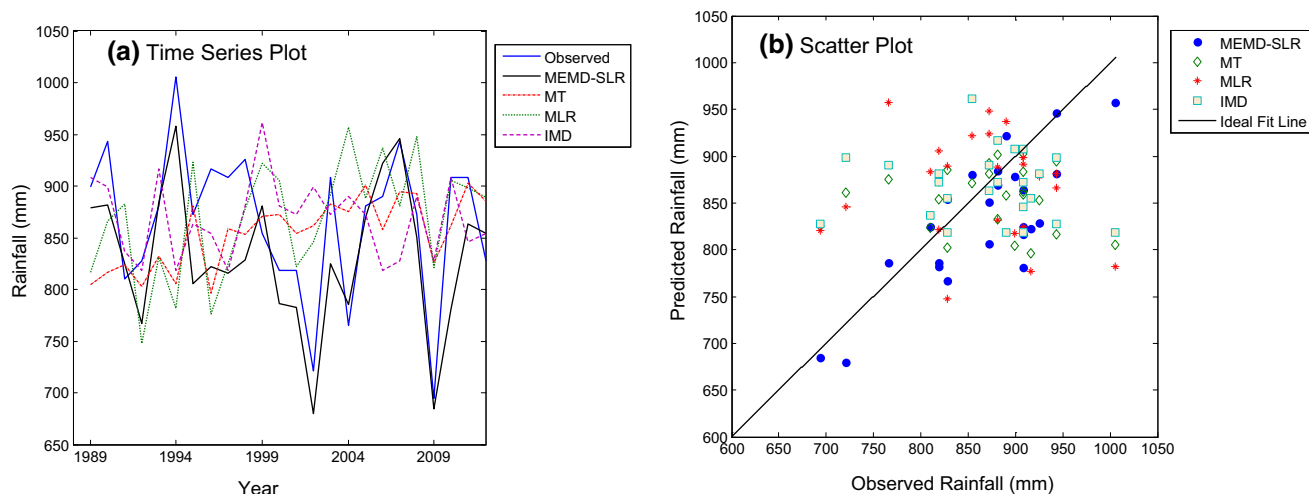 (a) Time Series Plot
Rainfall (mm)
1050
1000
950
900
850
800
750
700
650
1989
1994
1999
2004
2009
Year
Observed
MEMD-SLR
MT
MLR
IMD
(b) Scatter Plot
Predicted Rainfall (mm)
1050
1000
950
900
850
800
750
700
650
600
600
650
700
750
800
850
900
950
1000
1050
Observed Rainfall (mm)
MEMD-SLR
MT
MLR
IMD
Ideal Fit Line